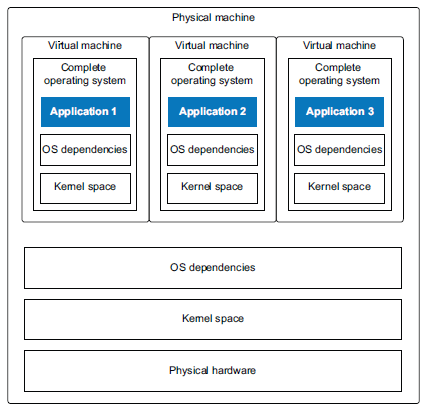 Physical machine
Virtual machine
Virtual machine
Virtual machine
Complete
operating system
Complete
operating system
Complete
operating system
Application 1
Application 2
Application 3
OS dependencies
OS dependencies
OS dependencies
Kernel space
Kernel space
Kernel space
OS dependencies
Kernel space
Physical hardware